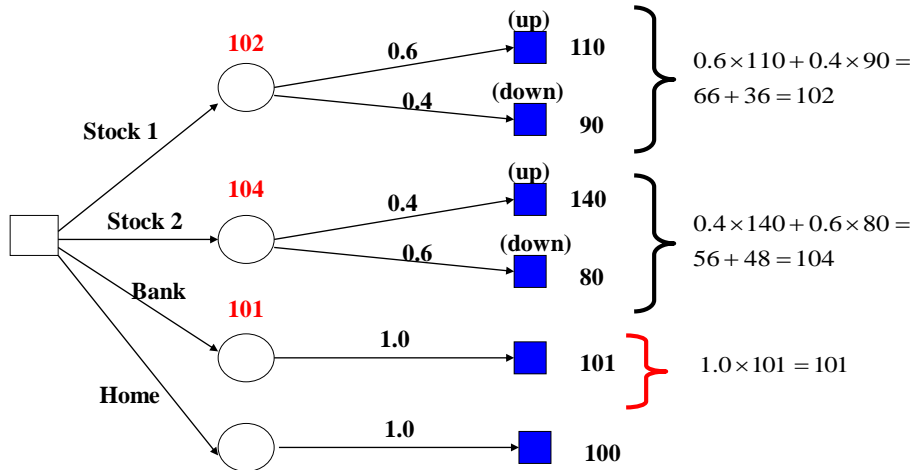 (up)
102
0.6
110
0.6 × 110 + 0.4 × 90 =
66 + 36 = 102
(down)
0.4
90
Stock 1
(up)
104
0.4
140
Stock 2
0.4 × 140 + 0.6 × 80 =
56 + 48 = 104
(down)
0.6
80
Bank
101
1.0
101
1.0 × 101 = 101
Home
1.0
100